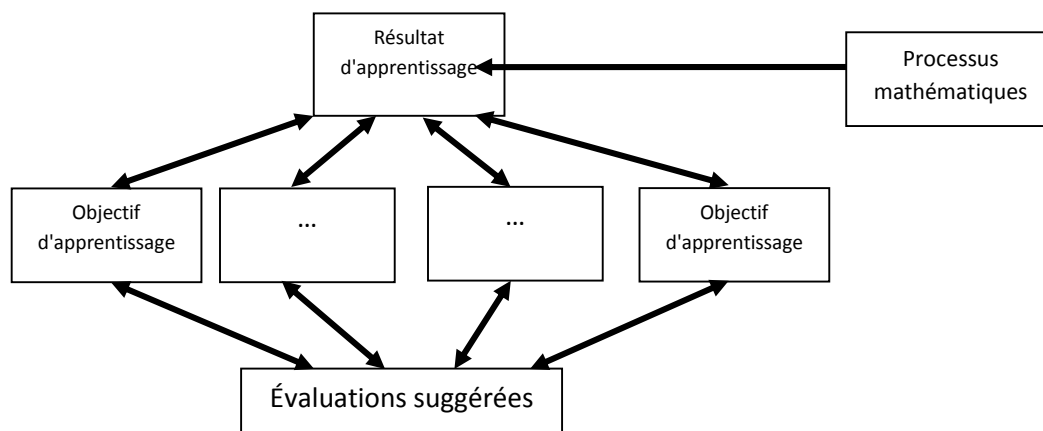 Résultat
d'apprentissage
Processus
mathématiques
Objectif
d'apprentissage
...
...
Objectif
d'apprentissage
Évaluations suggérées